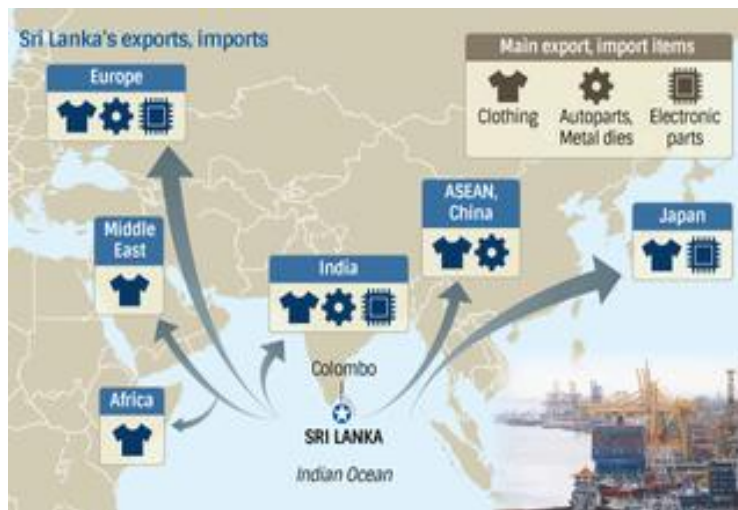 Sri Lanka's exports, imports
Main export, import items
Clothing
Autoparts,
Metal dies
Electronic
parts
Europe
Middle
East
India
ASEAN,
China
Japan
Africa
Colombo
SRI LANKA
Indian Ocean